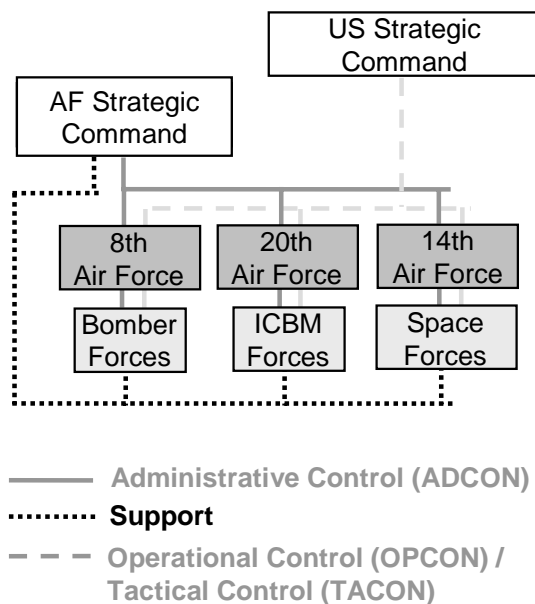 US Strategic
Command
AF Strategic
Command
8th
Air Force
20th
Air Force
14th
Air Force
Bomber
Forces
ICBM
Forces
Space
Forces
Administrative Control (ADCON)
Support
Operational Control (OPCON) /
Tactical Control (TACON)